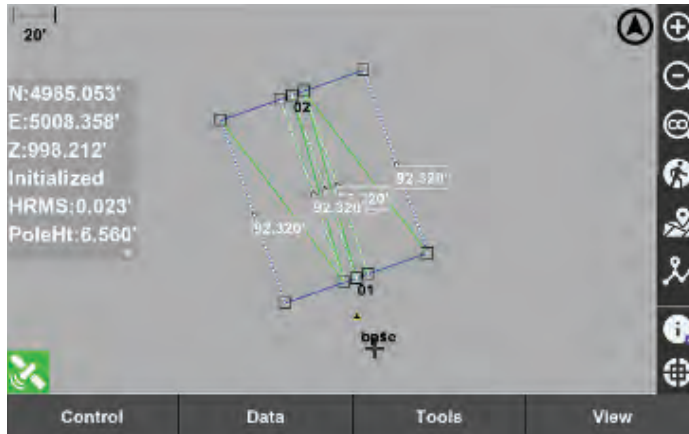 20'
N:4985.053'
E:5008.358'
Z:998.212'
Initialized
HRMS:0.023'
PoleHt:6.560'
02
92.320'
92.320'
20'
92.320'
01
base
Control Data Tools View